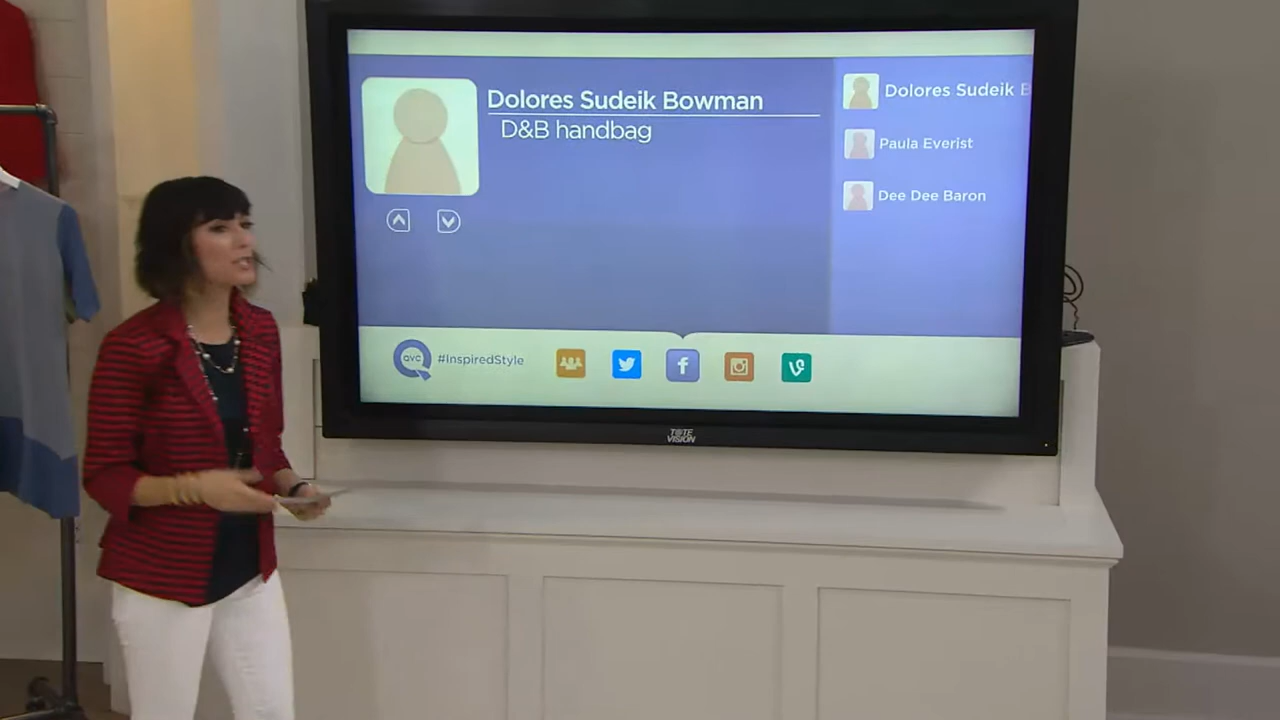 Dolores Sudeik Bowman
D&B handbag
Dolores Sudeik B
Paula Everist
Dee Dee Baron
QVC #InspiredStyle
TOTE
VISION